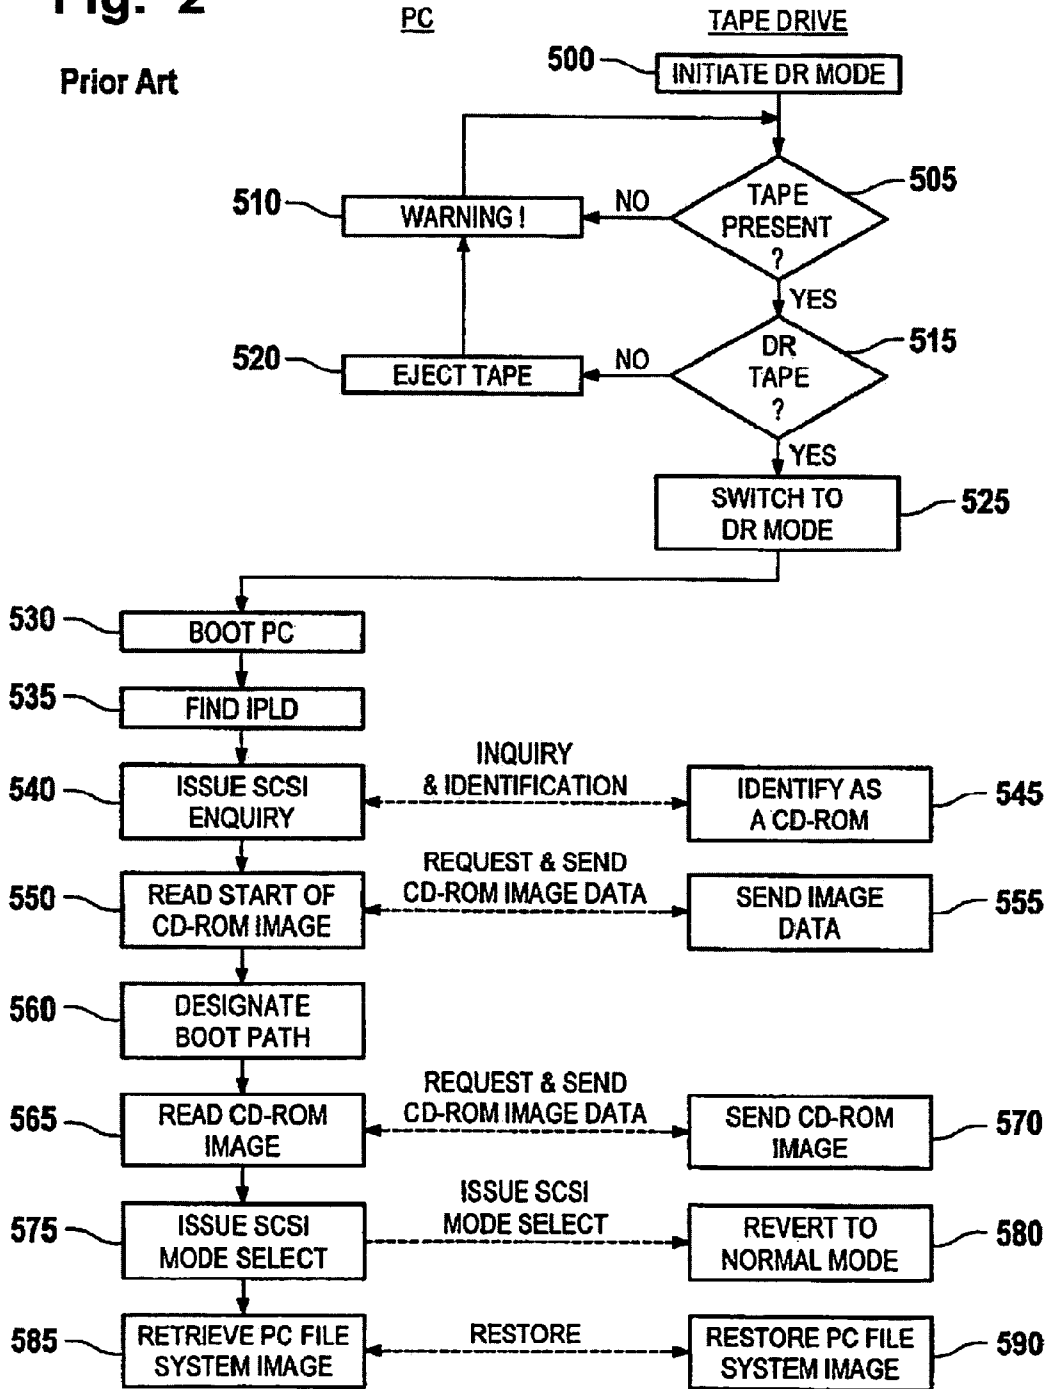 Fig. 2
PC
TAPE DRIVE
Prior Art
500
INITIATE DR MODE
505
TAPE
PRESENT
?
NO
510
WARNING !
YES
515
DR
TAPE
?
NO
520
EJECT TAPE
YES
SWITCH TO
DR MODE
525
530
BOOT PC
535
FIND IPLD
540
ISSUE SCSI
ENQUIRY
INQUIRY
& IDENTIFICATION
IDENTIFY AS
A CD-ROM
545
550
READ START OF
CD-ROM IMAGE
REQUEST & SEND
CD-ROM IMAGE DATA
SEND IMAGE
DATA
555
560
DESIGNATE
BOOT PATH
565
READ CD-ROM
IMAGE
REQUEST & SEND
CD-ROM IMAGE DATA
SEND CD-ROM
IMAGE
570
575
ISSUE SCSI
MODE SELECT
ISSUE SCSI
MODE SELECT
REVERT TO
NORMAL MODE
580
585
RETRIEVE PC FILE
SYSTEM IMAGE
RESTORE
RESTORE PC FILE
SYSTEM IMAGE
590